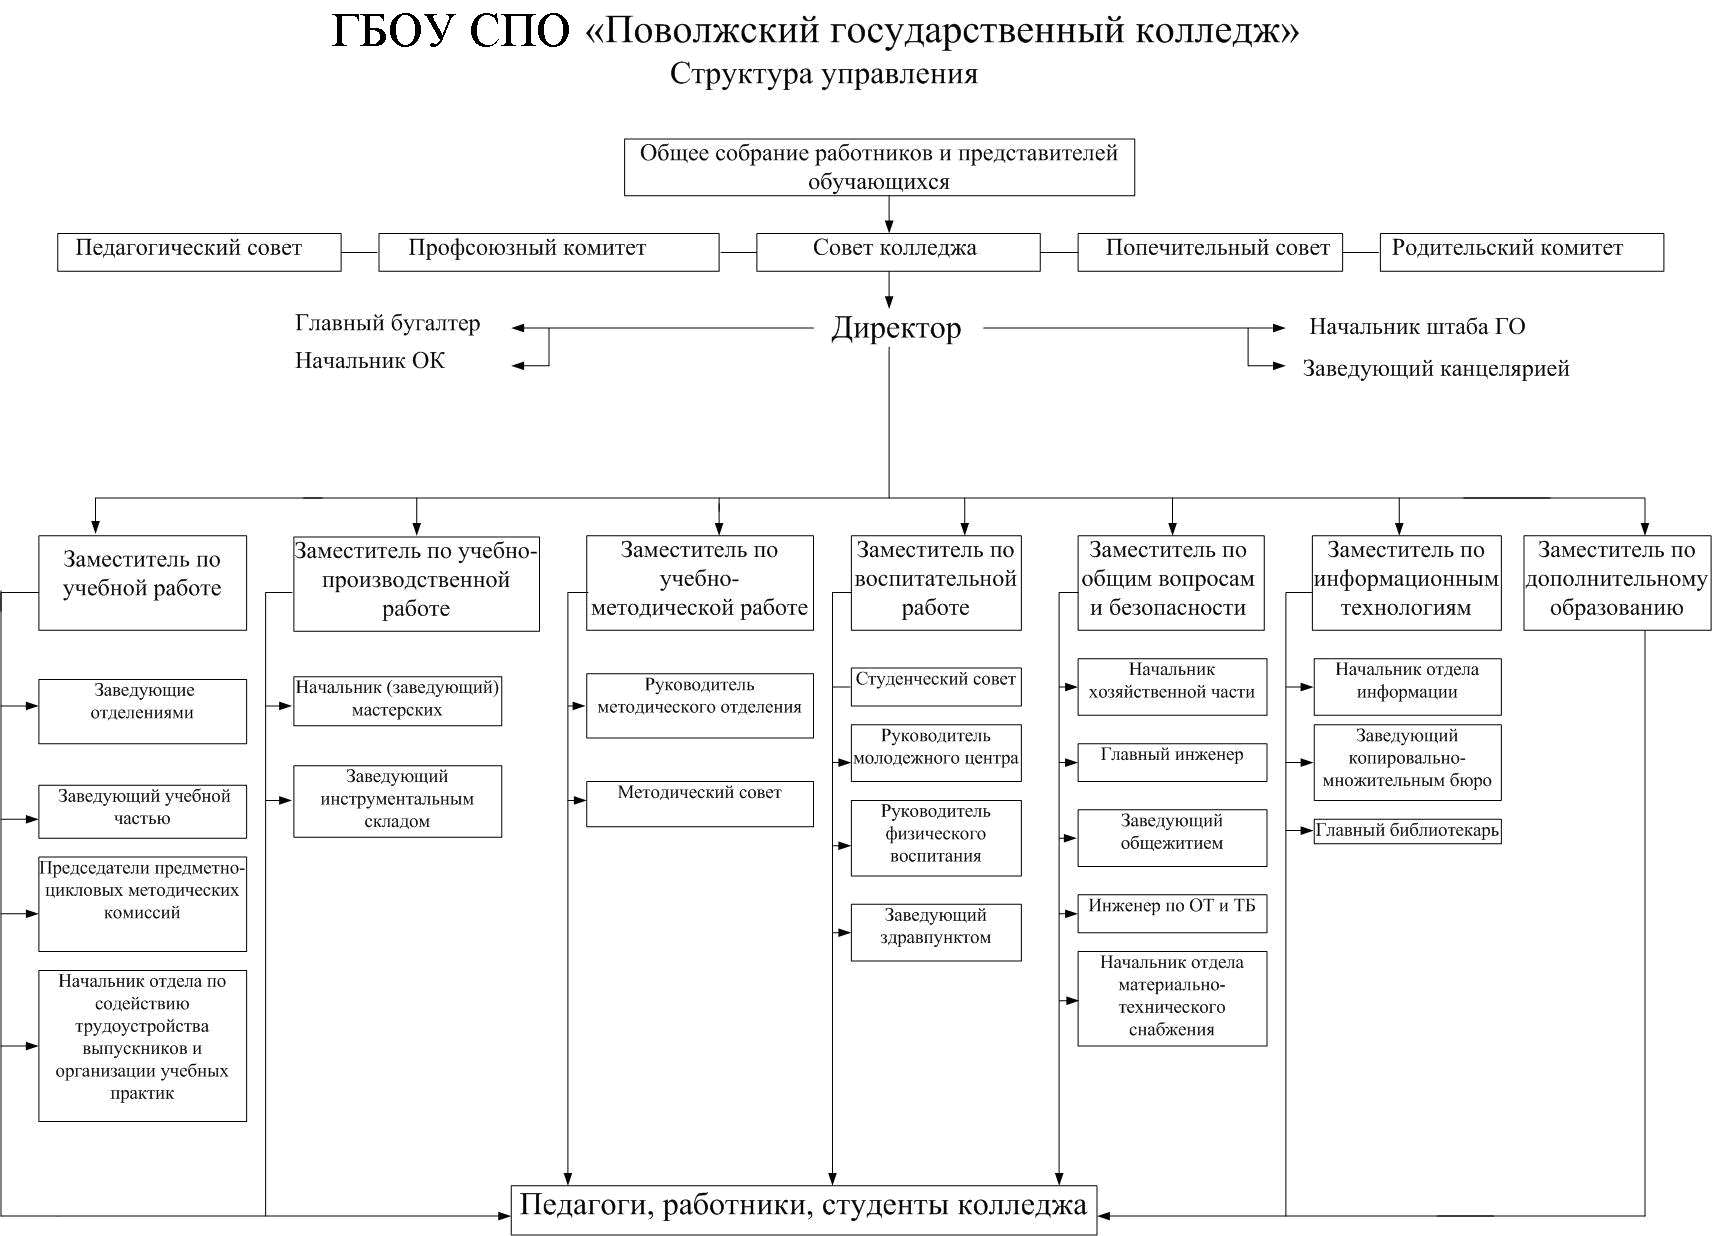 ГБОУ СПО «Поволжский государственный колледж»
Структура управления
Общее собрание работников и представителей
обучающихся
Педагогический совет
Профсоюзный комитет
Совет колледжа
Попечительный совет
Родительский комитет
Главный бугалтер
Начальник ОК
Директор
Начальник штаба ГО
Заведующий канцелярией
Заместитель по
учебной работе
Заместитель по учебно-
производственной
работе
Заместитель по
учебно-
методической работе
Заместитель по
воспитательной
работе
Заместитель по
общим вопросам
и безопасности
Заместитель по
информационным
технологиям
Заместитель по
дополнительному
образованию
Заведующие
отделениями
Заведующий учебной
частью
Председатели предметно-
цикловых методических
комиссий
Начальник отдела по
содействию
трудоустройства
выпускников и
организации учебных
практик
Начальник (заведующий)
мастерских
Заведующий
инструментальным
складом
Руководитель
методического отделения
Методический совет
Студенческий совет
Руководитель
молодежного центра
Руководитель
физического
воспитания
Заведующий
здравпунктом
Начальник
хозяйственной части
Главный инженер
Заведующий
общежитием
Инженер по ОТ и ТБ
Начальник отдела
материально-
технического
снабжения
Начальник отдела
информации
Заведующий
копировально-
множительным бюро
Главный библиотекарь
Педагоги, работники, студенты колледжа